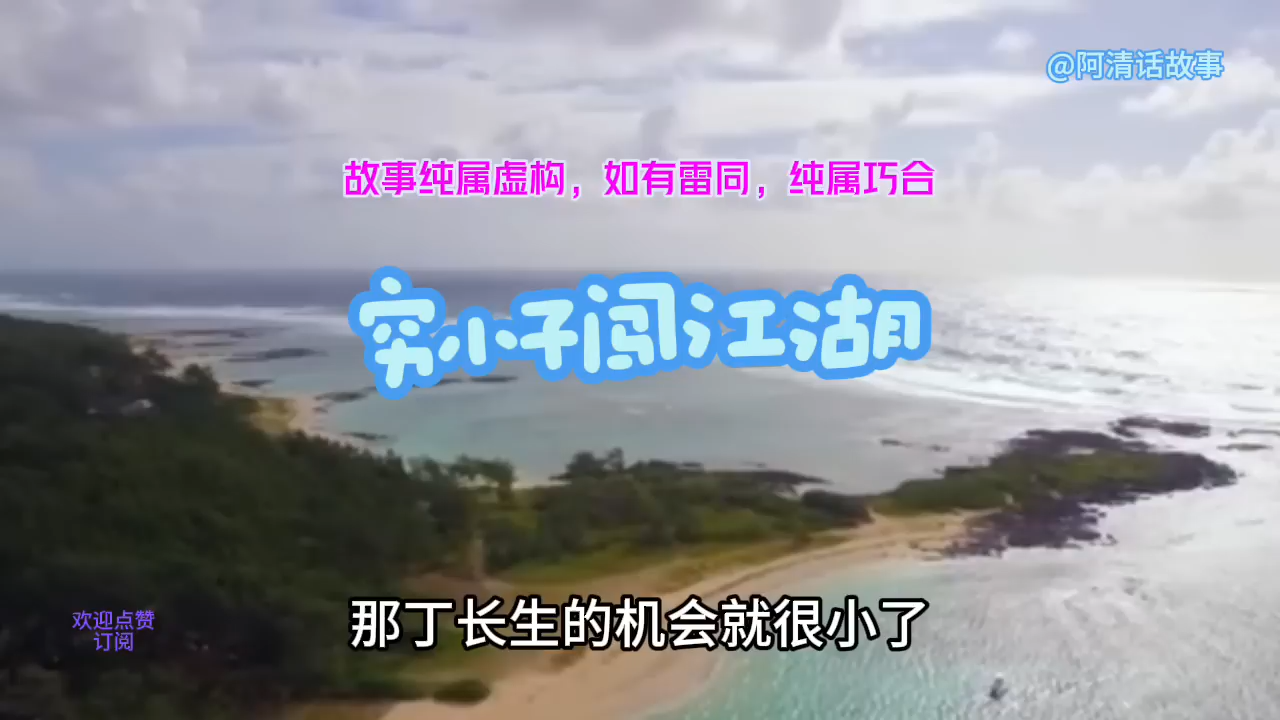 @阿清话故事
故事纯属虚构，如有雷同，纯属巧合
穷小子闯江湖
那丁长生的机会就很小了
欢迎点赞
订阅